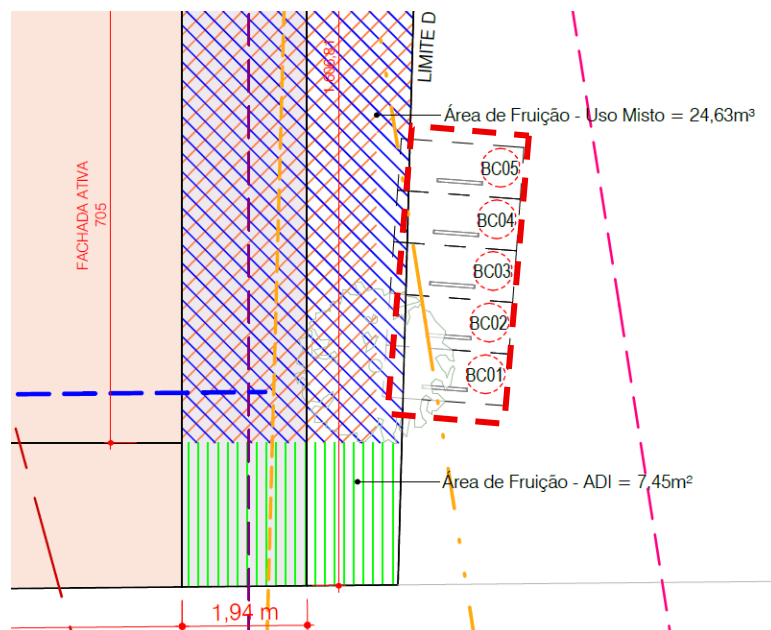 LIMITE D
Área de Fruição - Uso Misto = 24,63m³
BC05
BC04
BC03
BC02
BC01
FACHADA ATIVA
705
Área de Fruição - ADI = 7,45m²
1,94 m